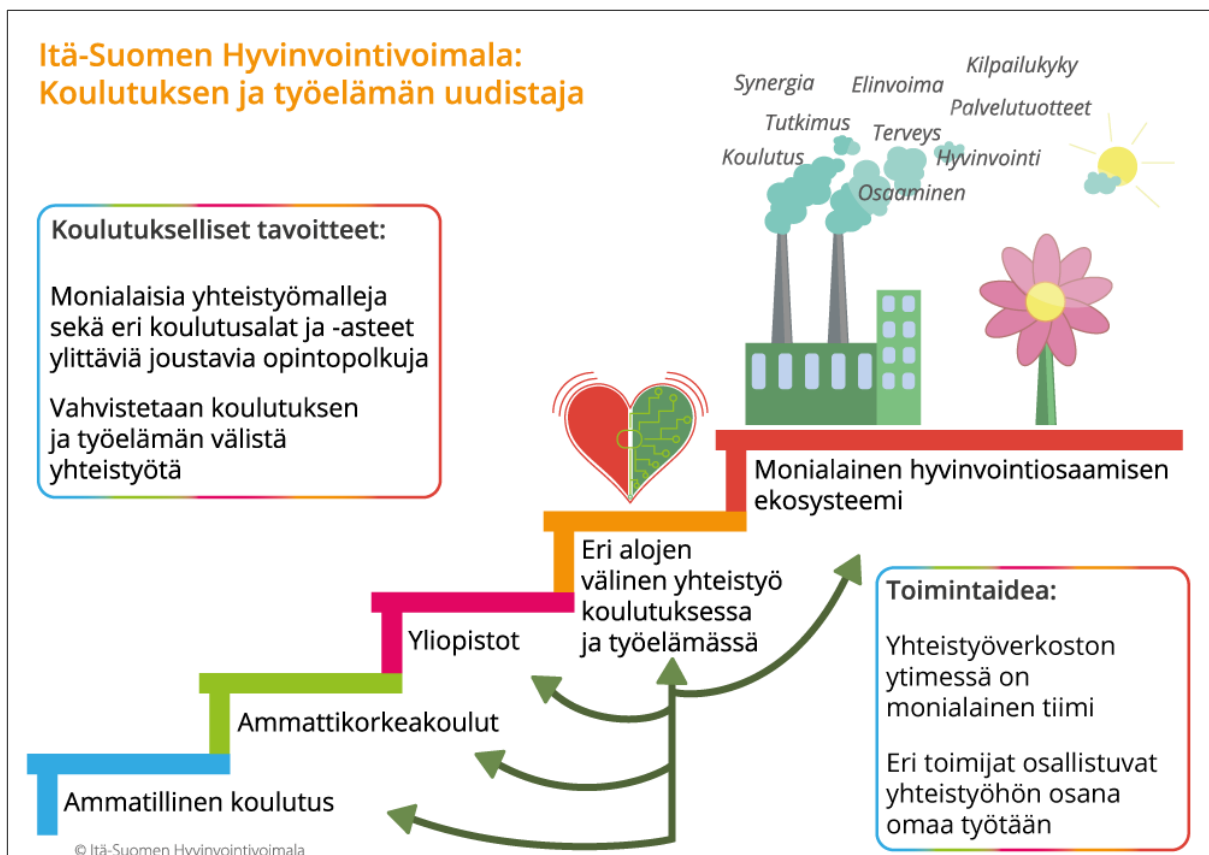 Itä-Suomen Hyvinvointivoimala:
Koulutuksen ja työelämän uudistaja
Synergia
Elinvoima
Kilpailukyky
Tutkimus
Terveys
Palvelutuotteet
Koulutus
Hyvinvointi
Osaaminen
Koulutukselliset tavoitteet:
Monialaisia yhteistyömalleja
sekä eri koulutusalat ja -asteet
ylittäviä joustavia opintopolkuja
Vahvistetaan koulutuksen
ja työelämän välistä
yhteistyötä
Monialainen hyvinvointiosaamisen
ekosysteemi
Eri alojen
välinen yhteistyö
koulutuksessa
ja työelämässä
Yliopistot
Ammattikorkeakoulut
Ammatillinen koulutus
Toimintaidea:
Yhteistyöverkoston
ytimessä on
monialainen tiimi
Eri toimijat osallistuvat
yhteistyöhön osana
omaa työtään
© Itä-Suomen Hyvinvointivoimala